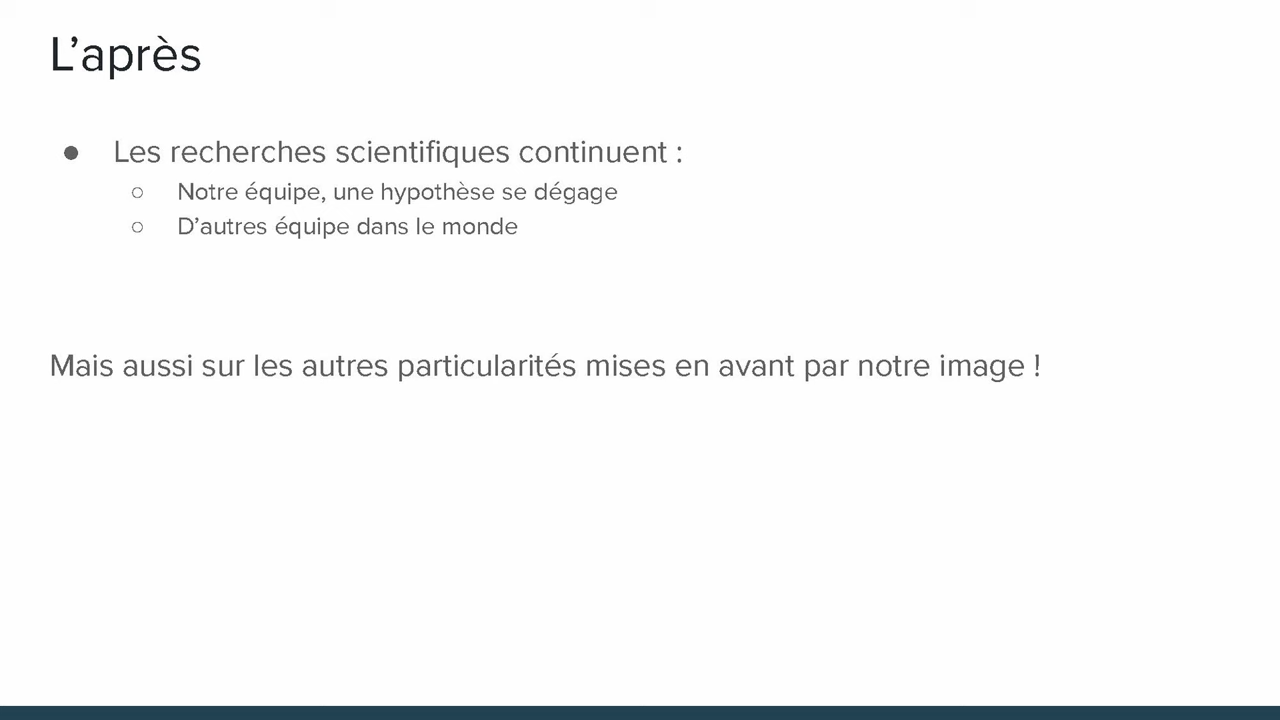 L’après
● Les recherches scientifiques continuent :
○ Notre équipe, une hypothèse se dégage
○ D’autres équipe dans le monde
Mais aussi sur les autres particularités mises en avant par notre image !